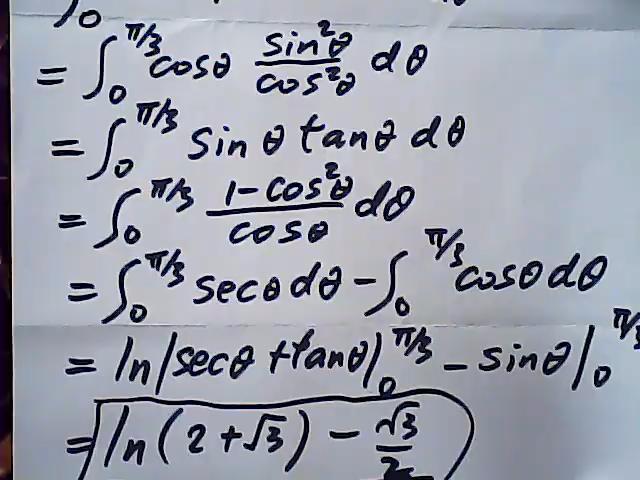 = ∫₀^{π/3} cosθ (sin²θ / cos²θ) dθ
= ∫₀^{π/3} sinθ tanθ dθ
= ∫₀^{π/3} (1-cos²θ / cosθ) dθ
= ∫₀^{π/3} secθ dθ - ∫₀^{π/3} cosθ dθ
= ln|secθ + tanθ|₀^{π/3} - sinθ|₀^{π/3}
= ln(2+√3) - √3/2